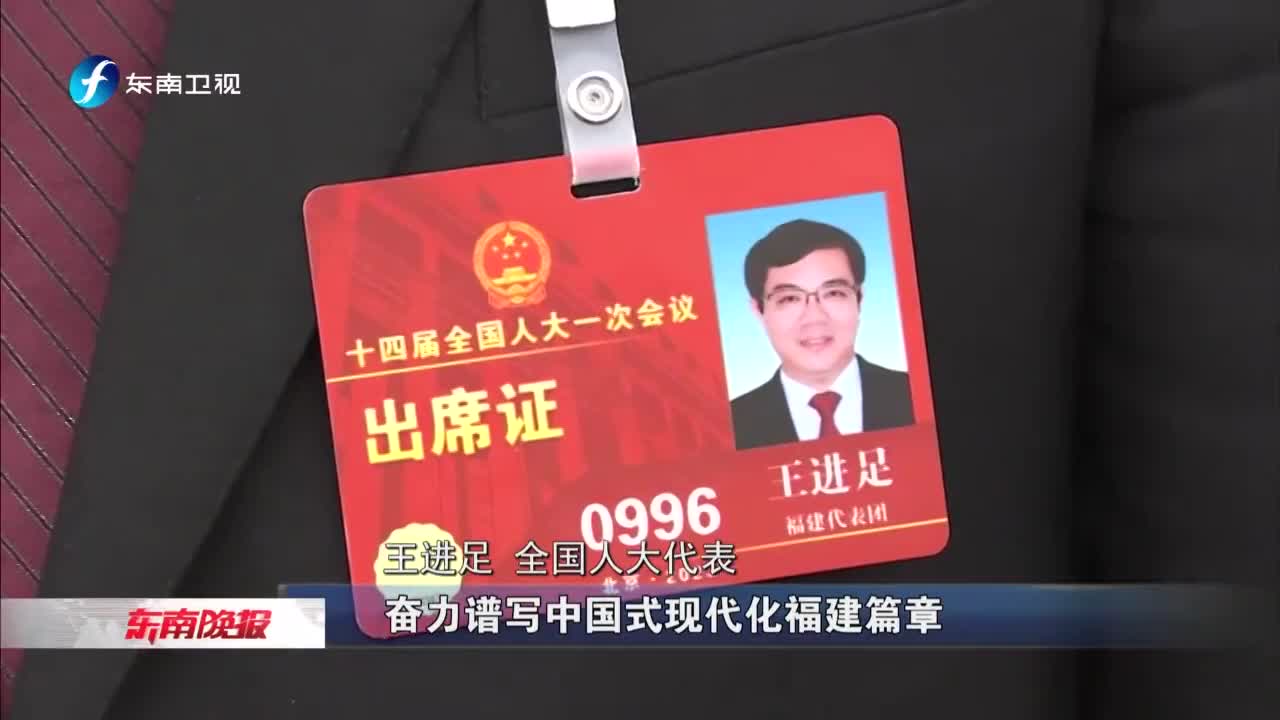 东南卫视
十四届全国人大一次会议
出席证
0996
王进足
福建代表团
王进足 全国人大代表
东南晚报
奋力谱写中国式现代化福建篇章